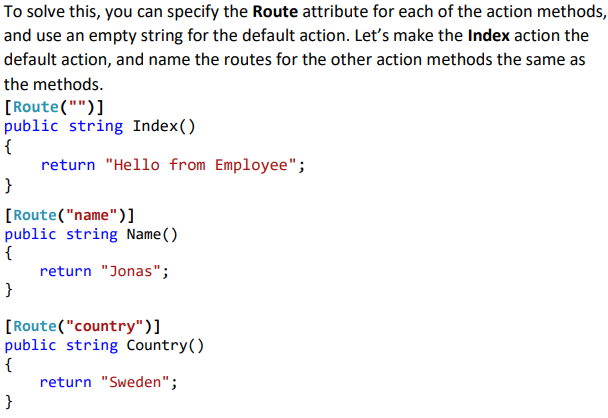 To solve this, you can specify the Route attribute for each of the action methods,
and use an empty string for the default action. Let’s make the Index action the
default action, and name the routes for the other action methods the same as
the methods.
[Route("")]
public string Index()
{
    return "Hello from Employee";
}
[Route("name")]
public string Name()
{
    return "Jonas";
}
[Route("country")]
public string Country()
{
    return "Sweden";
}